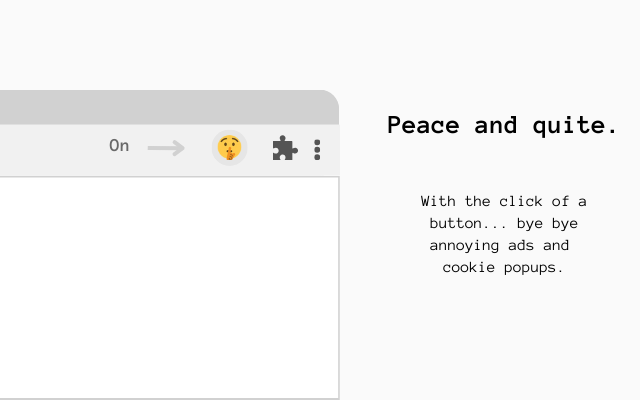 On
Peace and quite.
With the click of a
button... bye bye
annoying ads and
cookie popups.